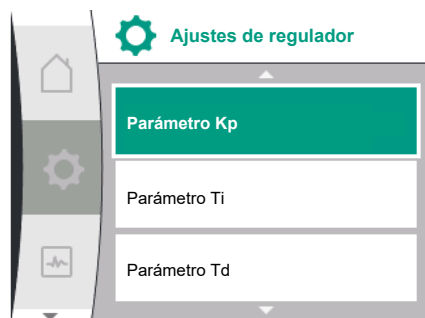 Ajustes de regulador
Parámetro Kp
Parámetro Ti
Parámetro Td